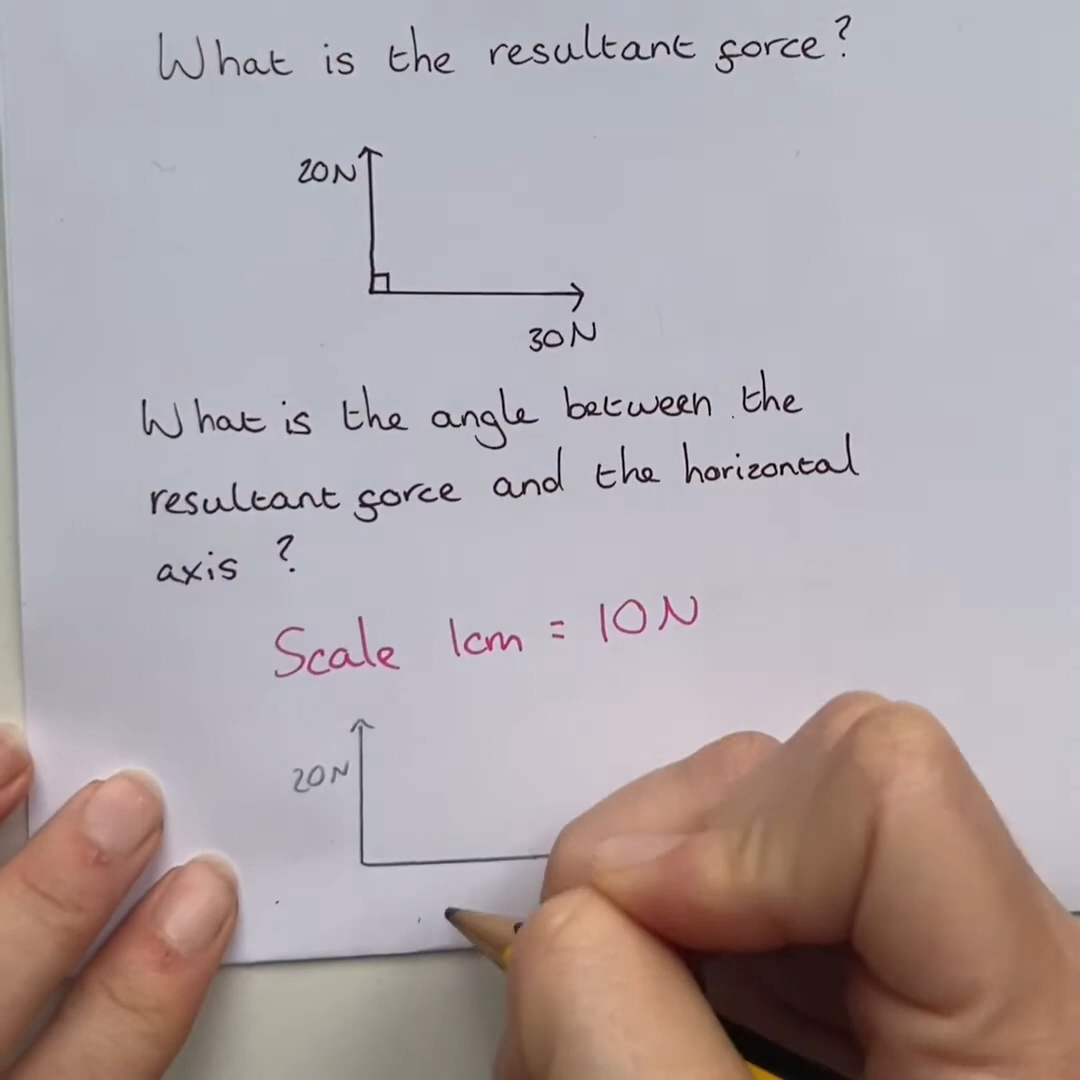 What is the resultant force?
20N
30N
What is the angle between the
resultant force and the horizontal
axis ?
Scale 1cm = 10N
20N